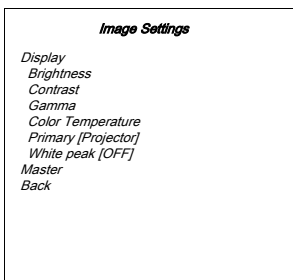 Image Settings
Display
Brightness
Contrast
Gamma
Color Temperature
Primary [Projector]
White peak [OFF]
Master
Back